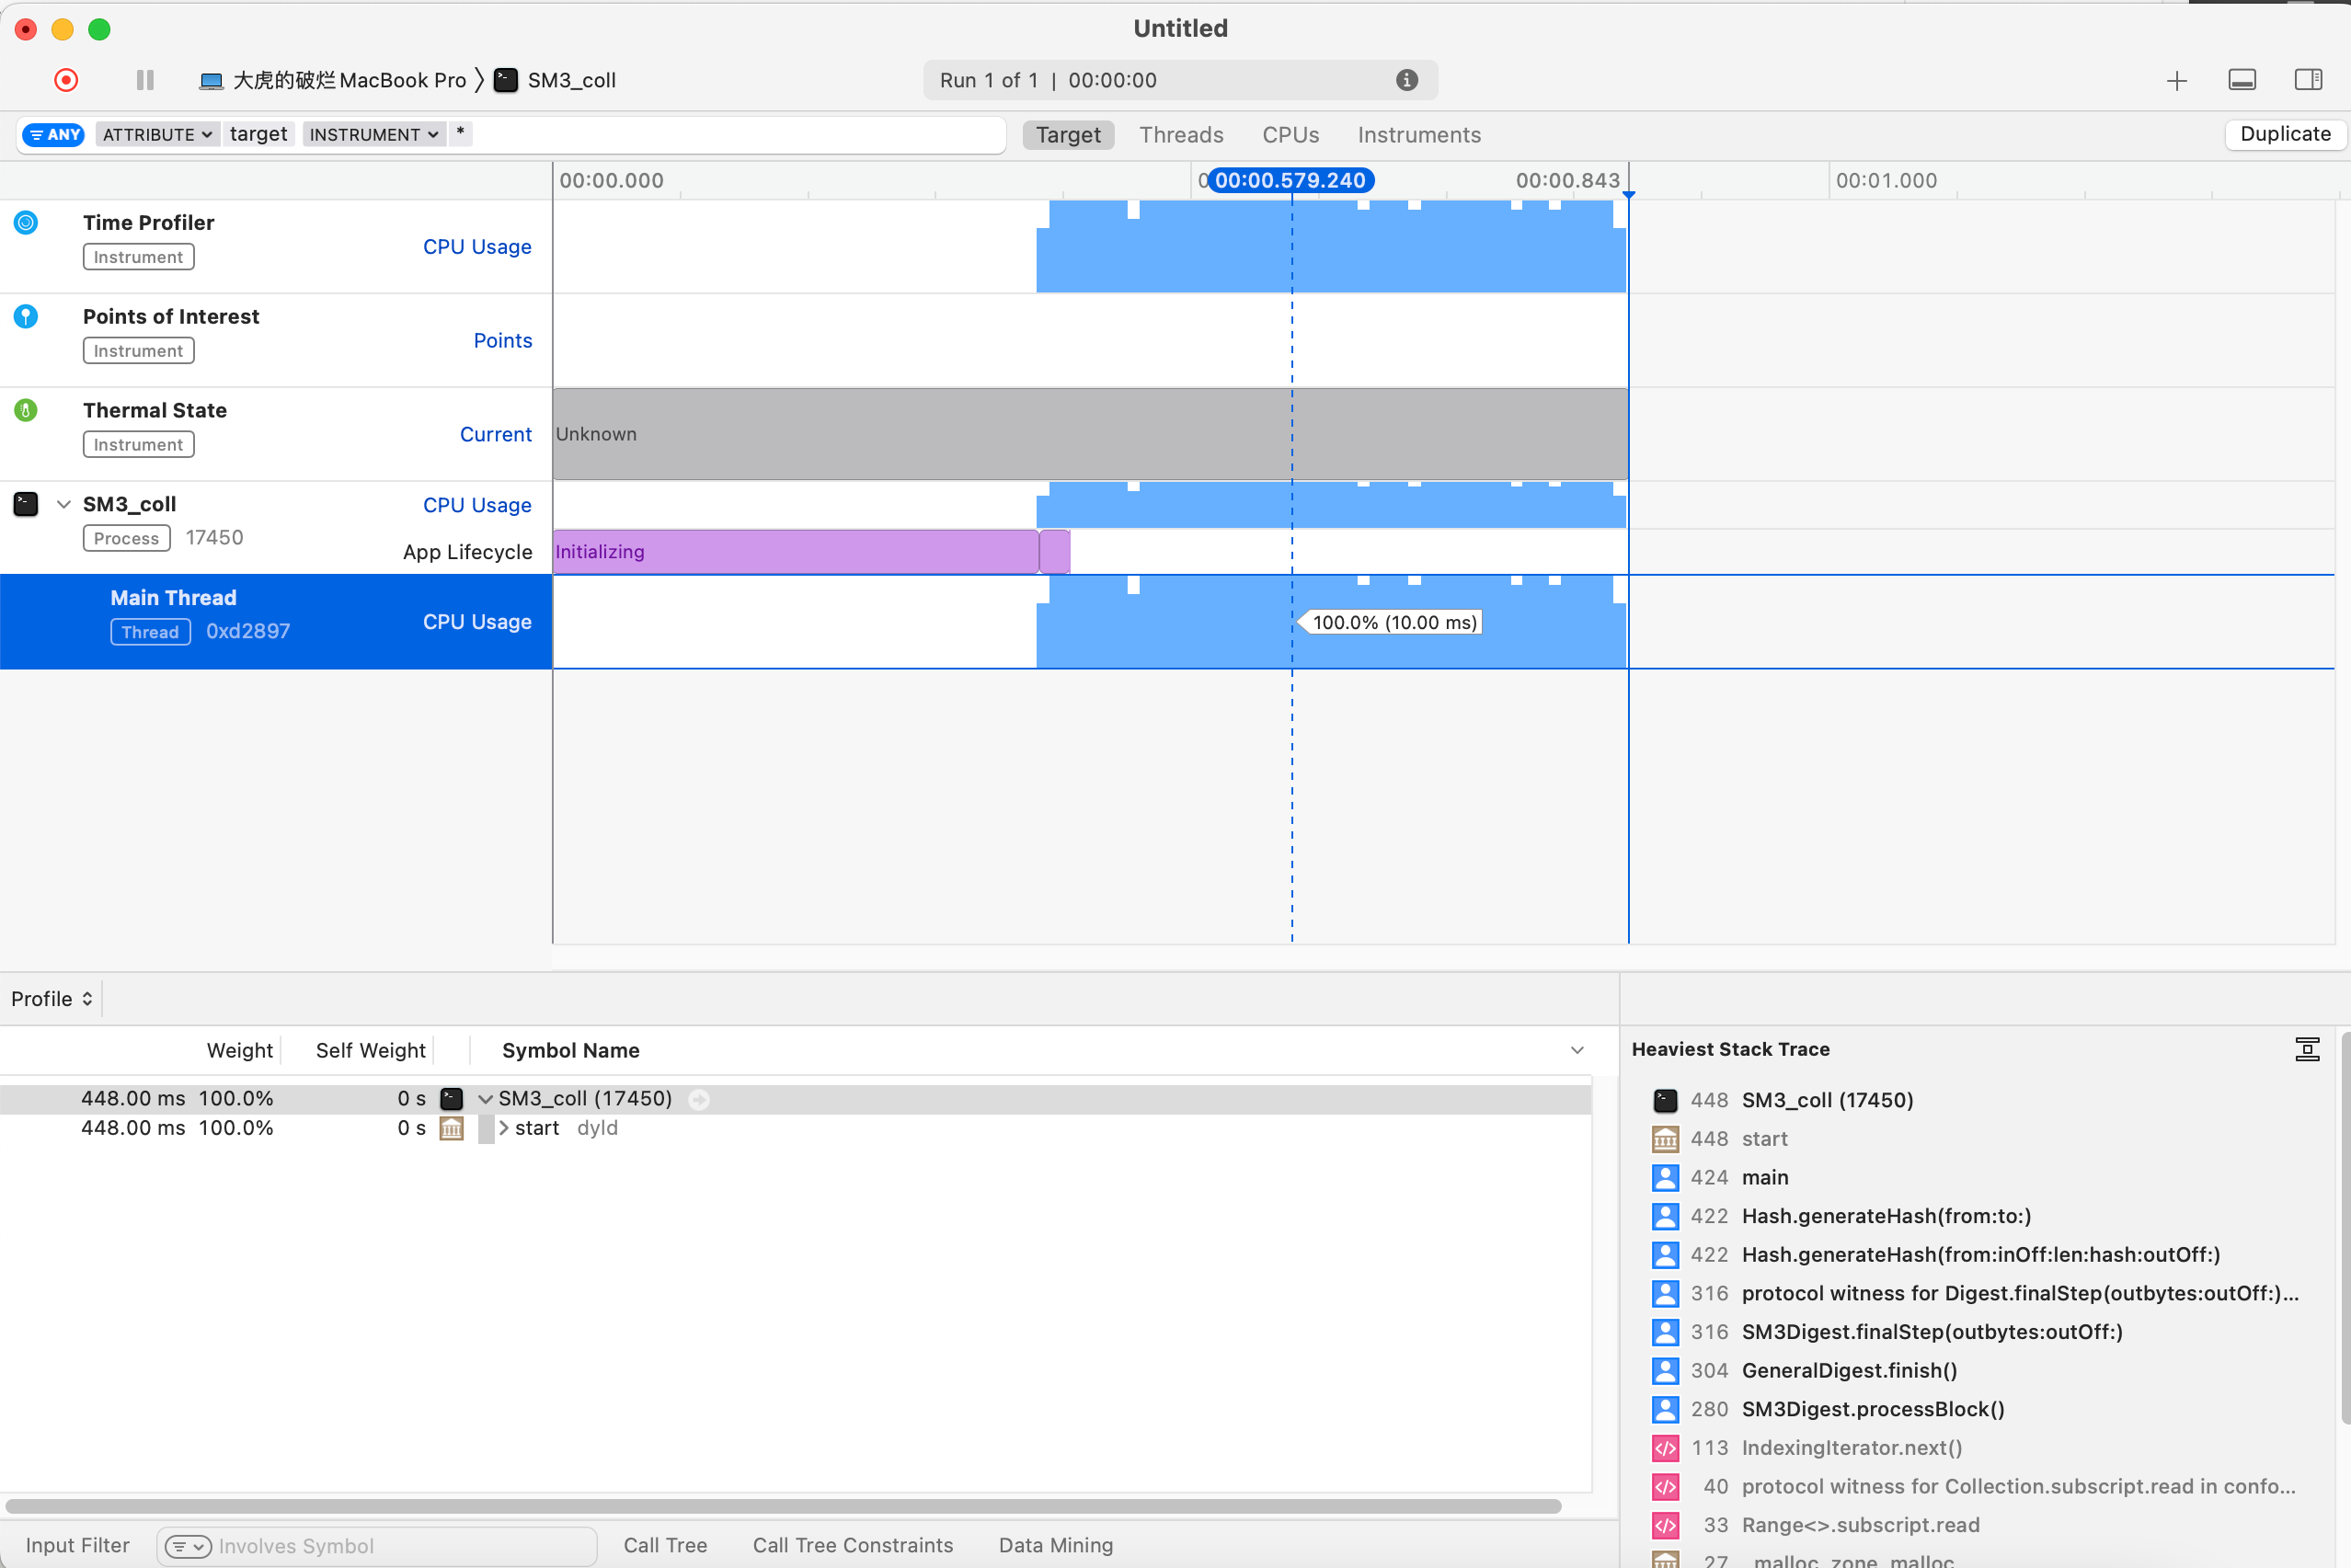 Untitled
大虎的破烂MacBook Pro 〉 SM3_coll
Run 1 of 1 | 00:00:00
ANY ATTRIBUTE target INSTRUMENT *
Target Threads CPUs Instruments
Duplicate
00:00.000 00:00.579.240 00:00.843 00:01.000
Time Profiler
Instrument
CPU Usage
Points of Interest
Instrument
Points
Thermal State
Instrument
Current
Unknown
SM3_coll
CPU Usage
Process 17450
App Lifecycle
Initializing
Main Thread
Thread 0xd2897
CPU Usage
100.0% (10.00 ms)
Profile
Weight Self Weight Symbol Name
448.00 ms 100.0% 0 s SM3_coll (17450)
448.00 ms 100.0% 0 s start dyld
Heaviest Stack Trace
448 SM3_coll (17450)
448 start
424 main
422 Hash.generateHash(from:to:)
422 Hash.generateHash(from:inOff:len:hash:outOff:)
316 protocol witness for Digest.finalStep(outbytes:outOff:)...
316 SM3Digest.finalStep(outbytes:outOff:)
304 GeneralDigest.finish()
280 SM3Digest.processBlock()
113 IndexingIterator.next()
40 protocol witness for Collection.subscript.read in confo...
33 Range<>.subscript.read
27 _malloc_zone_malloc
Input Filter Involves Symbol Call Tree Call Tree Constraints Data Mining